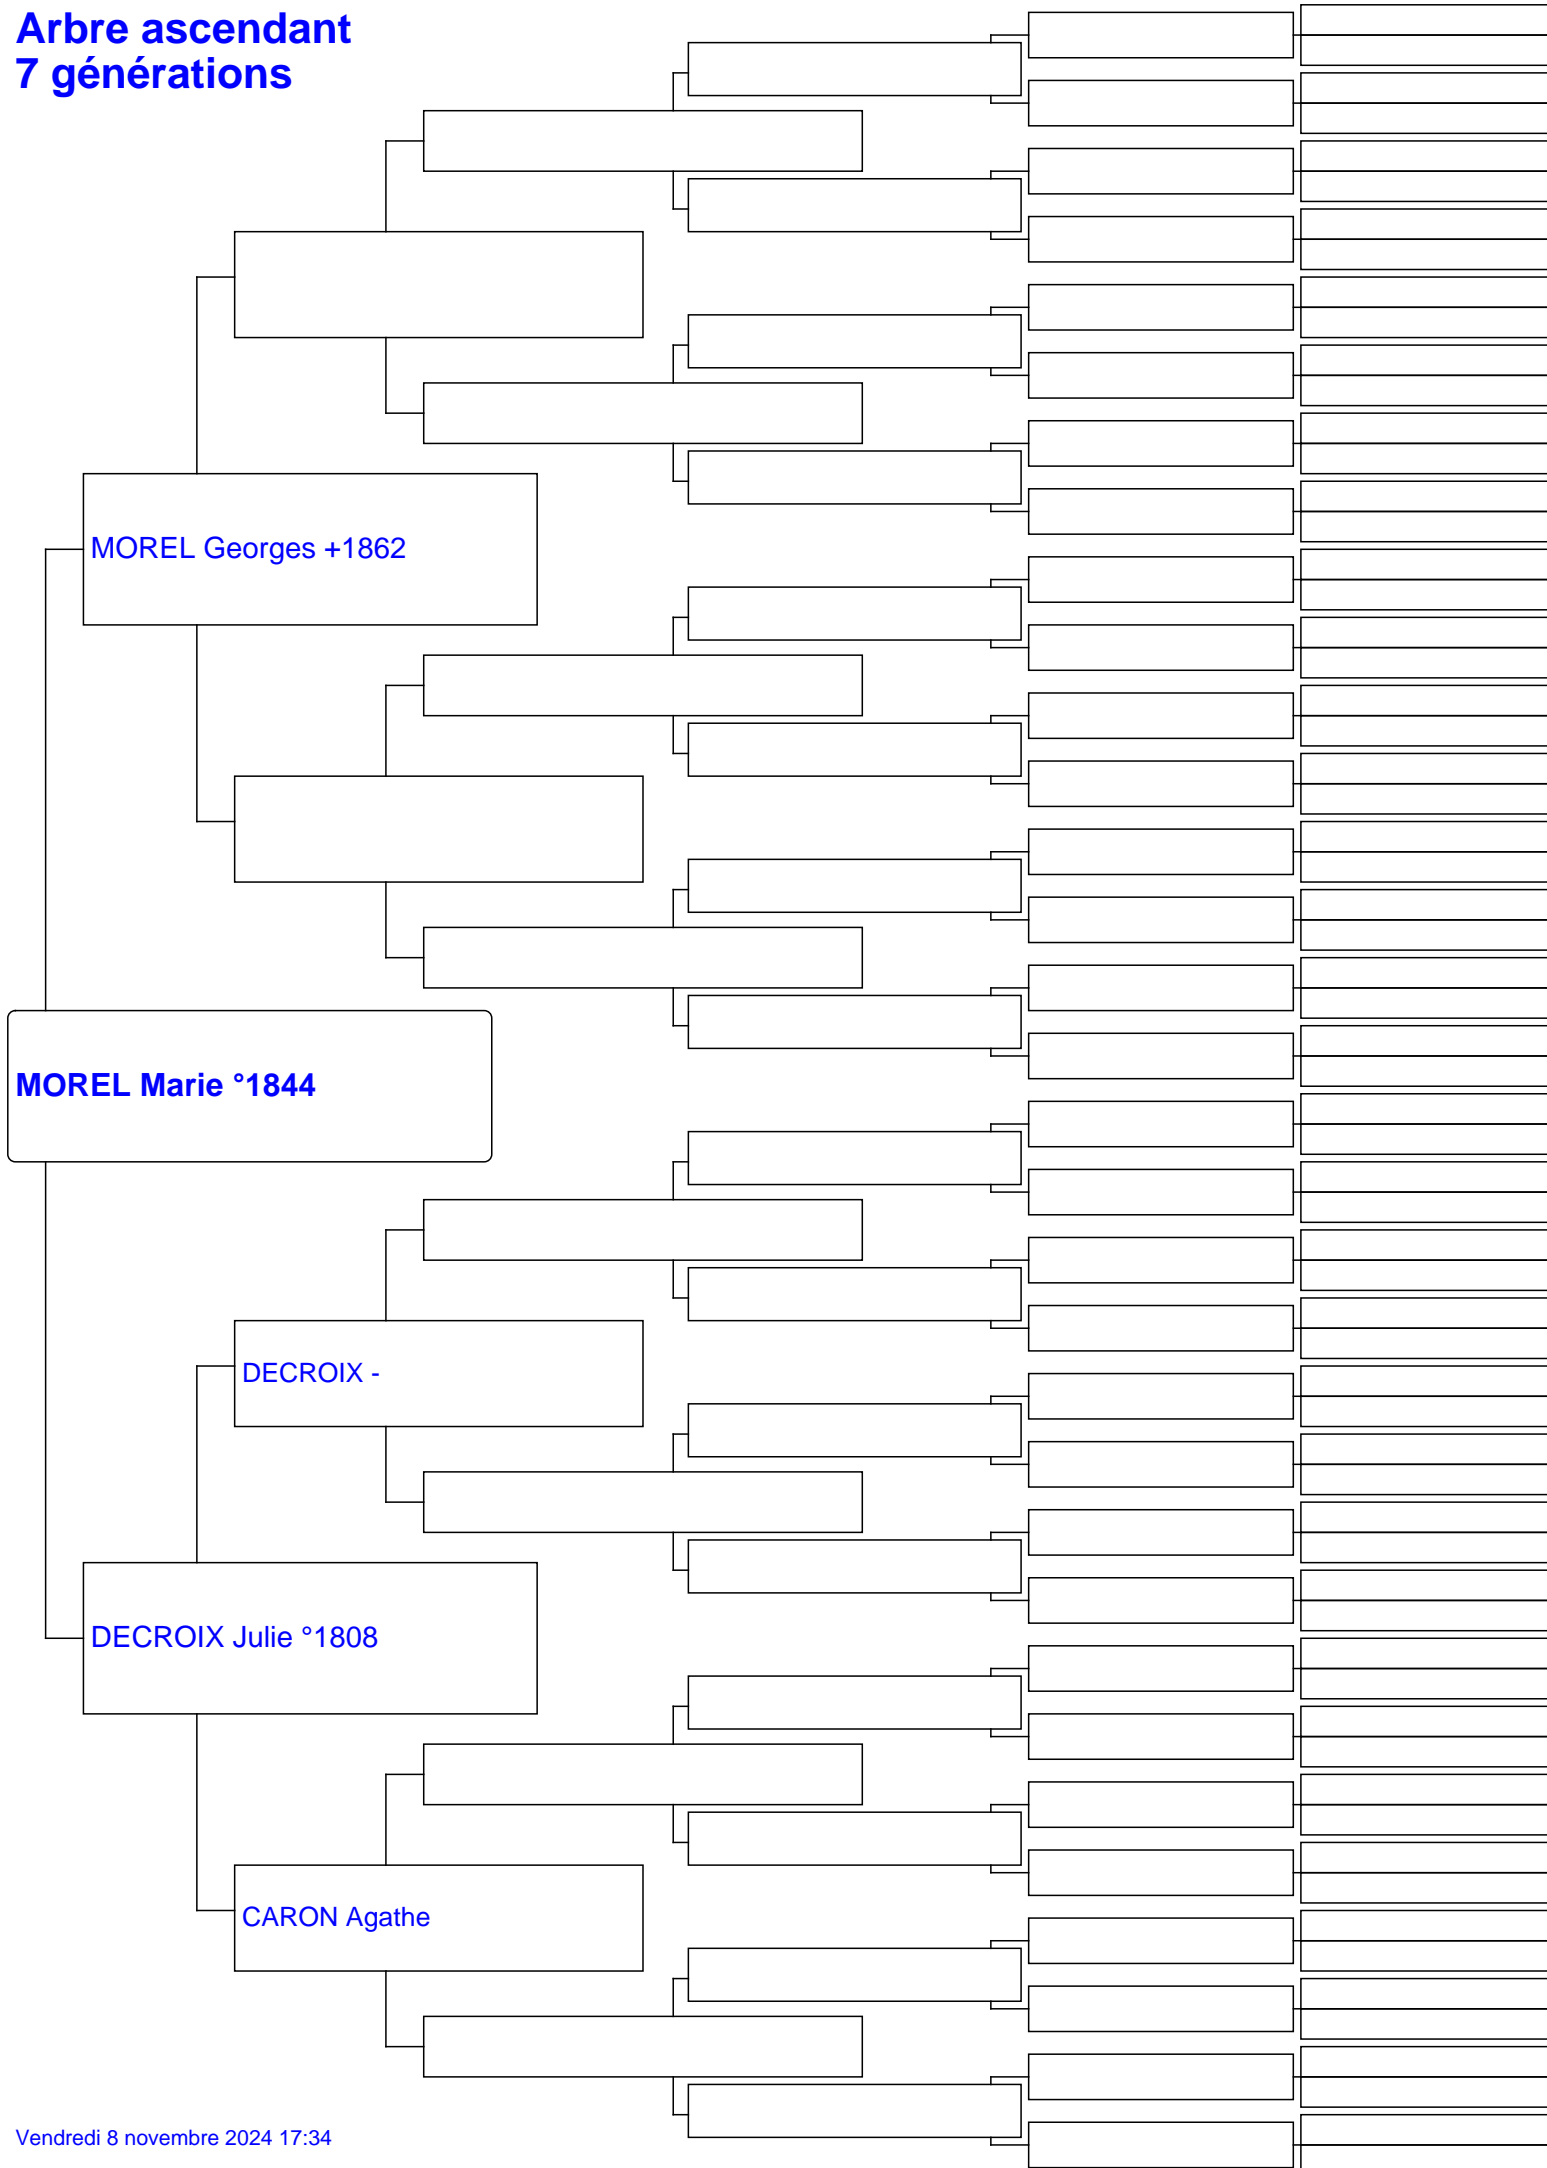 Arbre ascendant
7 générations
MOREL Georges +1862
MOREL Marie °1844
DECROIX -
DECROIX Julie °1808
CARON Agathe
Vendredi 8 novembre 2024 17:34